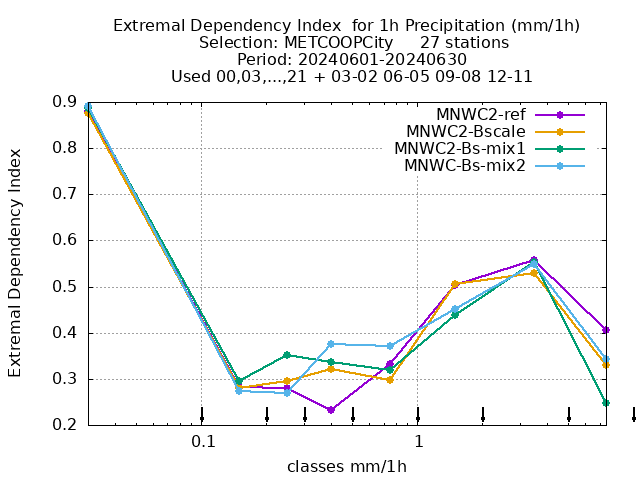 Extremal Dependency Index  for 1h Precipitation (mm/1h)
Selection: METCOOPCity     27 stations
Period: 20240601-20240630
Used 00,03,...,21 + 03-02 06-05 09-08 12-11
MNWC2-ref
MNWC2-Bscale
MNWC2-Bs-mix1
MNWC-Bs-mix2
Extremal Dependency Index
0.9
0.8
0.7
0.6
0.5
0.4
0.3
0.2
0.1 1
classes mm/1h